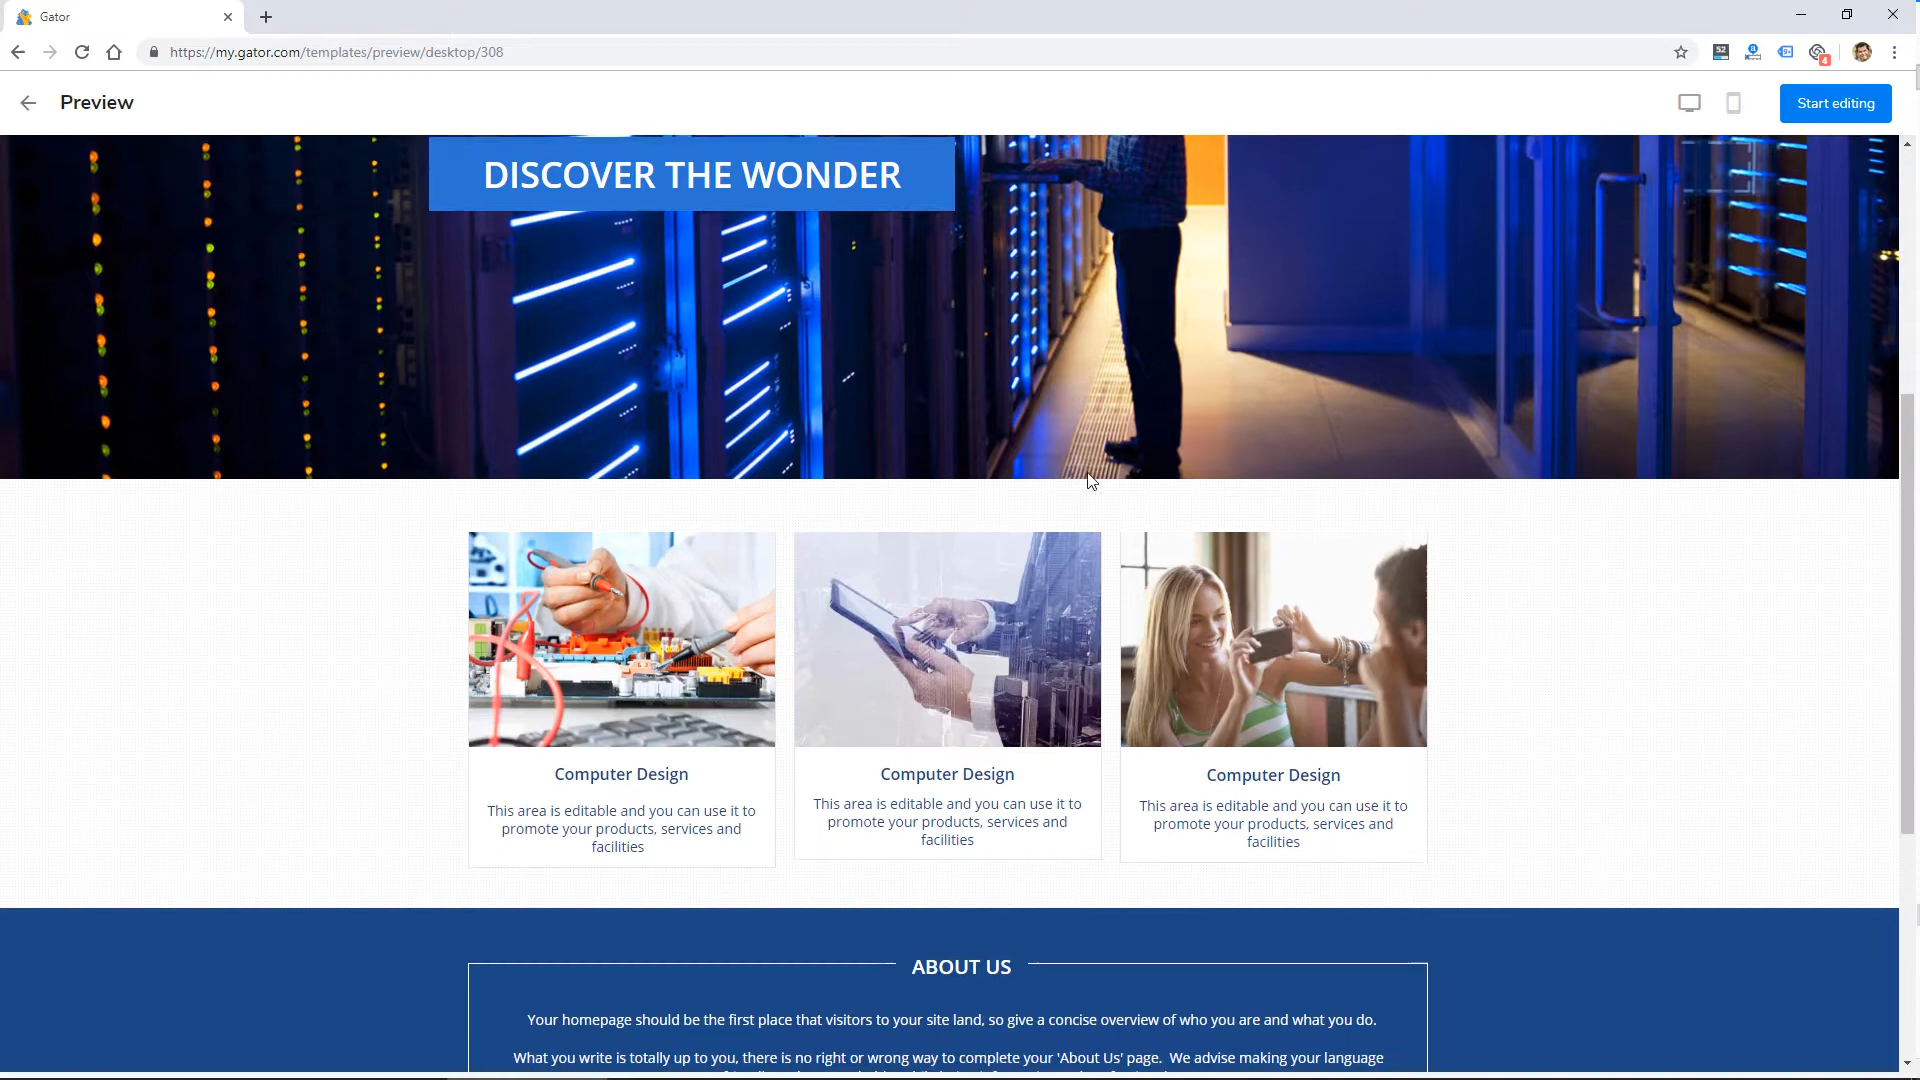 Gator
https://my.gator.com/templates/preview/desktop/308
52
9+
4
Preview
Start editing
DISCOVER THE WONDER
Computer Design
This area is editable and you can use it to
promote your products, services and
facilities
Computer Design
This area is editable and you can use it to
promote your products, services and
facilities
Computer Design
This area is editable and you can use it to
promote your products, services and
facilities
ABOUT US
Your homepage should be the first place that visitors to your site land, so give a concise overview of who you are and what you do.
What you write is totally up to you, there is no right or wrong way to complete your 'About Us' page. We advise making your language